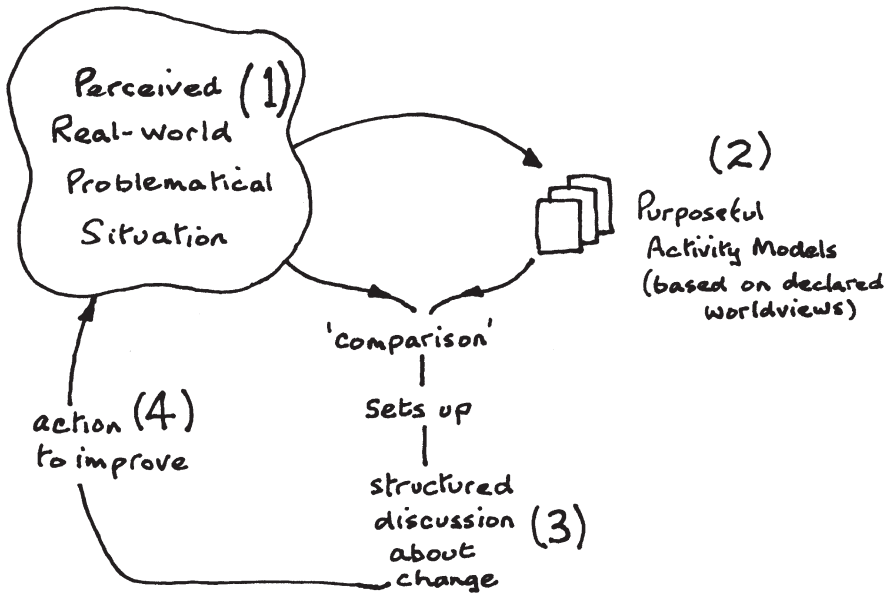 Perceived (1)
Real-world
Problematical
Situation
(2)
Purposeful
Activity Models
(based on declared
worldviews)
'comparison'
Sets up
structured
discussion (3)
about
change
action (4)
to improve